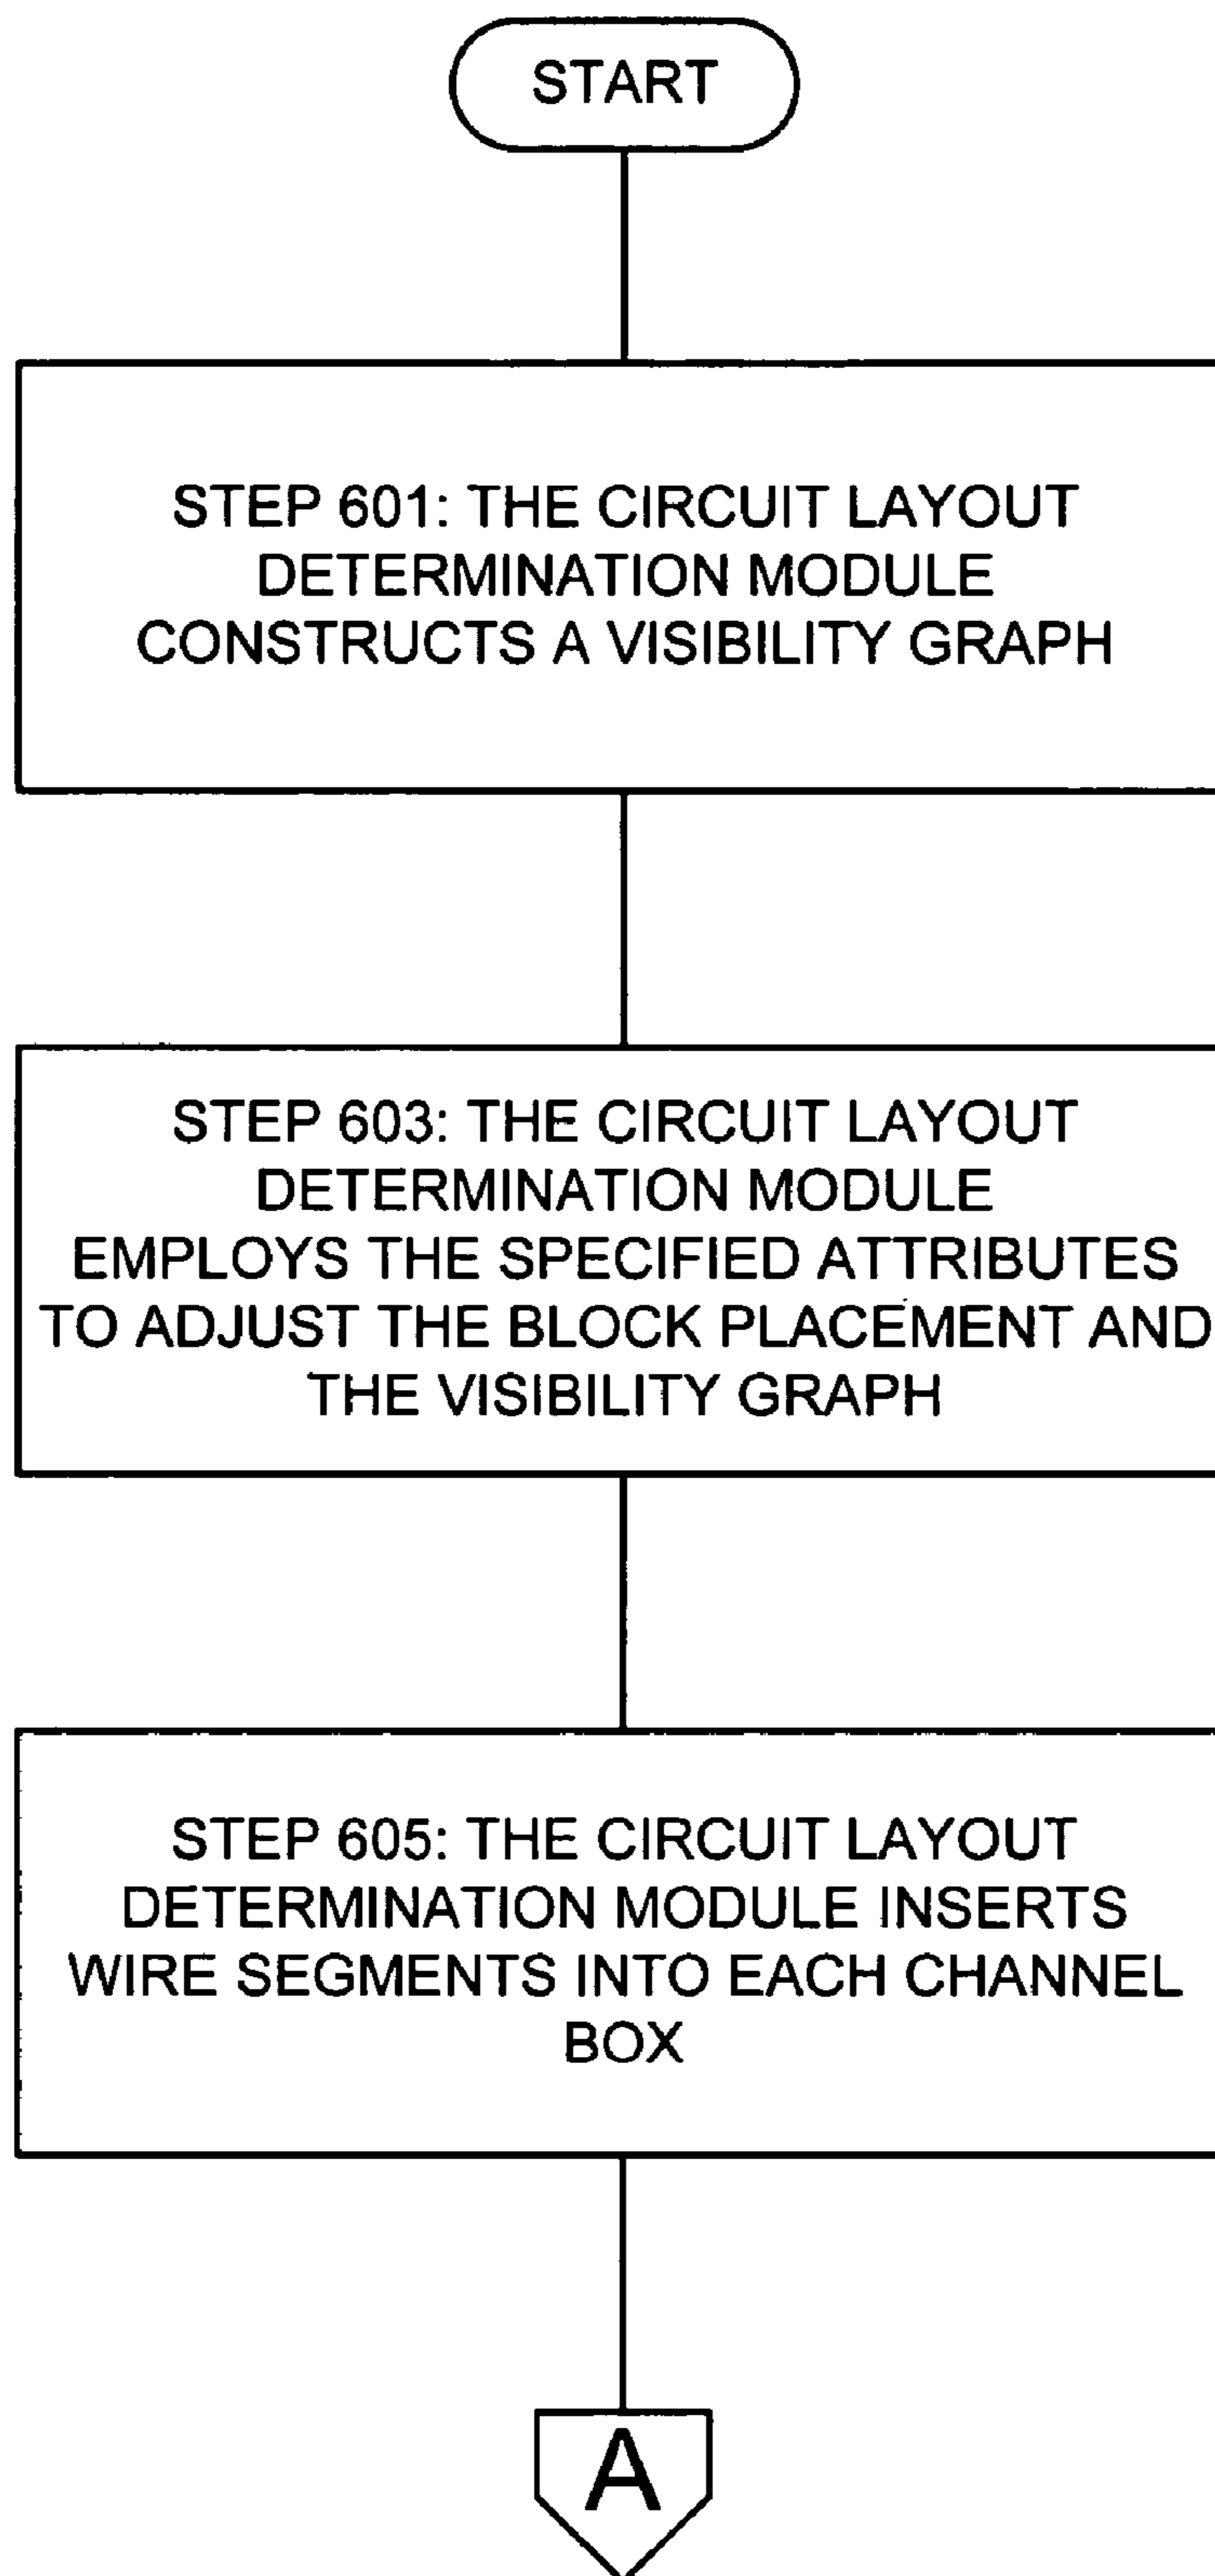 START
STEP 601: THE CIRCUIT LAYOUT
DETERMINATION MODULE
CONSTRUCTS A VISIBILITY GRAPH
STEP 603: THE CIRCUIT LAYOUT
DETERMINATION MODULE
EMPLOYS THE SPECIFIED ATTRIBUTES
TO ADJUST THE BLOCK PLACEMENT AND
THE VISIBILITY GRAPH
STEP 605: THE CIRCUIT LAYOUT
DETERMINATION MODULE INSERTS
WIRE SEGMENTS INTO EACH CHANNEL
BOX
A